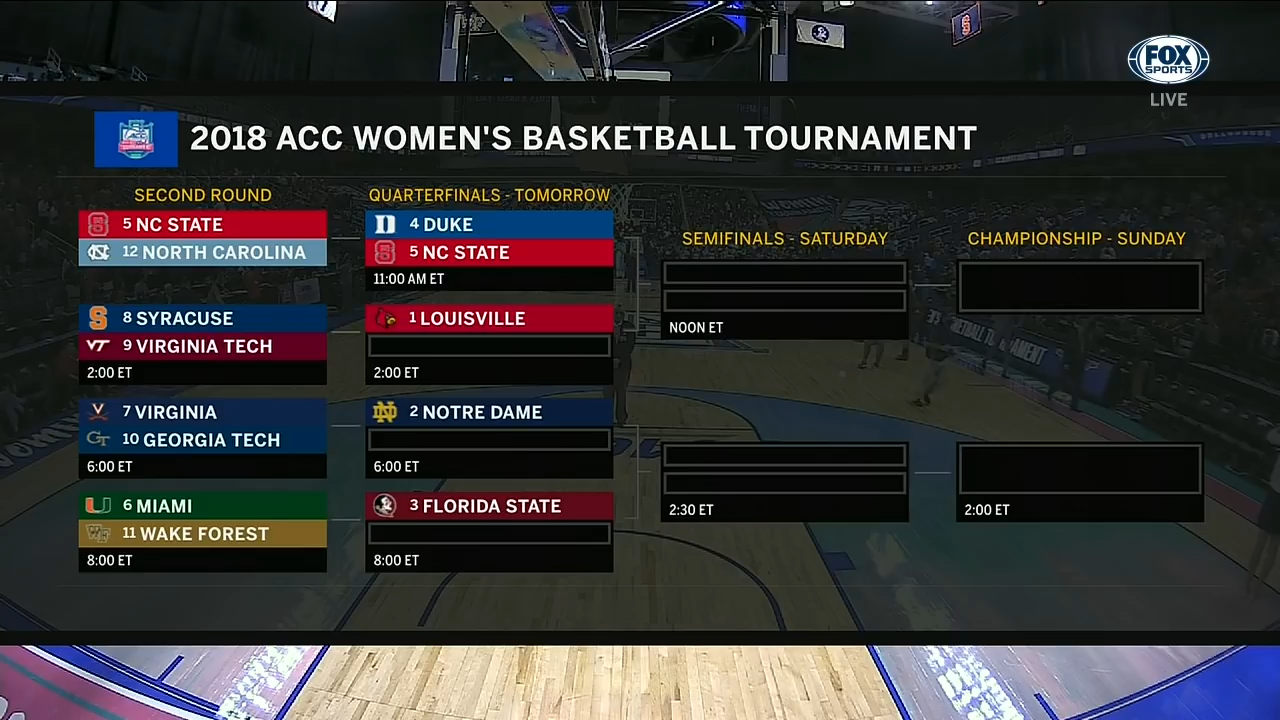 FOX
SPORTS
LIVE
2018 ACC WOMEN'S BASKETBALL TOURNAMENT
SECOND ROUND
5 NC STATE
12 NORTH CAROLINA
8 SYRACUSE
9 VIRGINIA TECH
2:00 ET
7 VIRGINIA
10 GEORGIA TECH
6:00 ET
6 MIAMI
11 WAKE FOREST
8:00 ET
QUARTERFINALS - TOMORROW
4 DUKE
5 NC STATE
11:00 AM ET
1 LOUISVILLE
2:00 ET
2 NOTRE DAME
6:00 ET
3 FLORIDA STATE
8:00 ET
SEMIFINALS - SATURDAY
NOON ET
2:30 ET
CHAMPIONSHIP - SUNDAY
2:00 ET